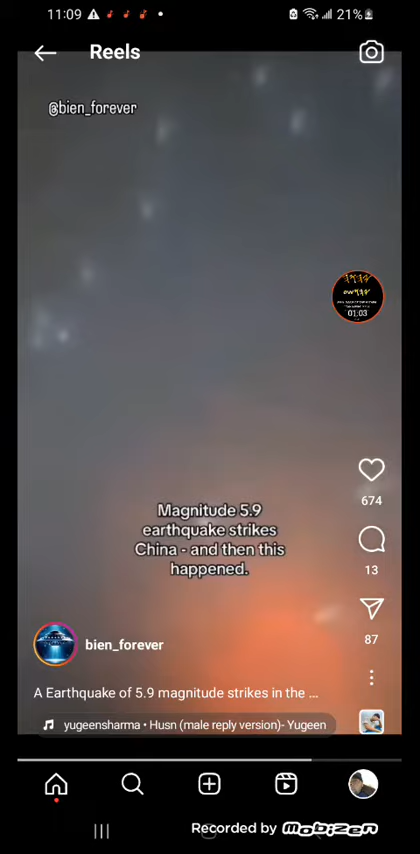 11:09
21%
Reels
@bien_forever
01:03
674
Magnitude 5.9
earthquake strikes
China - and then this
happened.
13
87
bien_forever
A Earthquake of 5.9 magnitude strikes in the ...
yugeensharma • Husn (male reply version)- Yugeen
Recorded by Mobizen